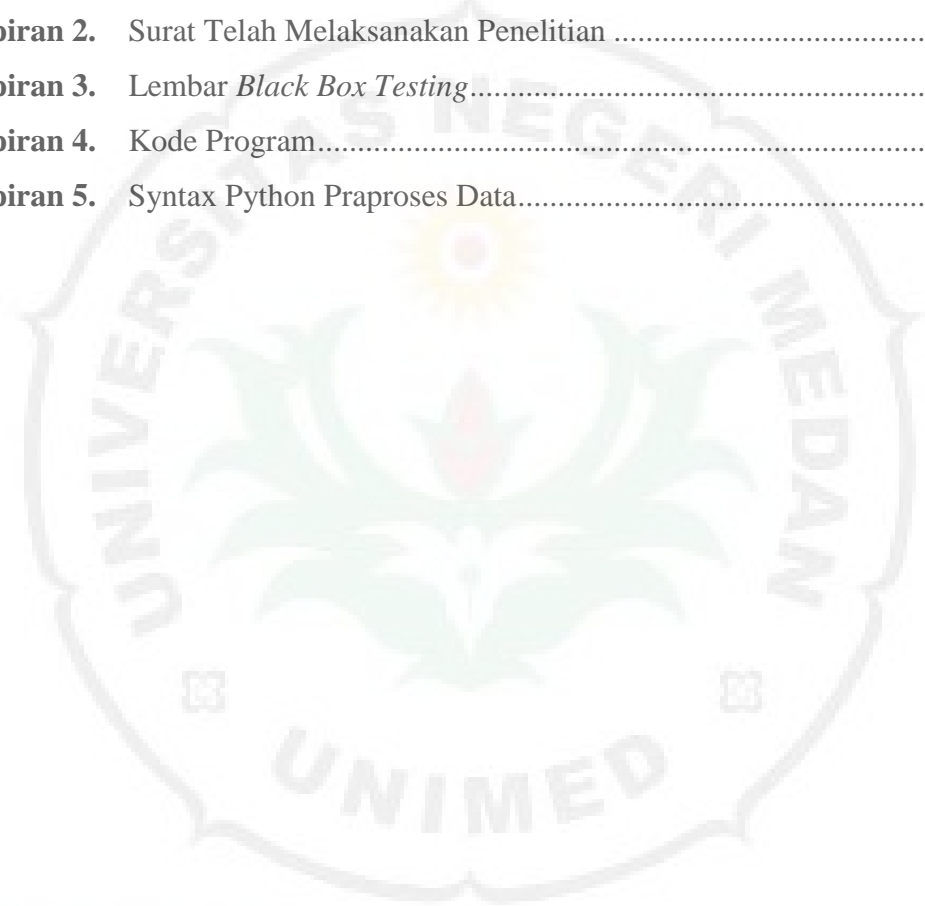 piran 2. Surat Telah Melaksanakan Penelitian ....................................
piran 3. Lembar Black Box Testing..........................................................
piran 4. Kode Program.................................................................................
piran 5. Syntax Python Praproses Data..................................................
UNIVERSITAS NEGERI MEDAN
UNIMED